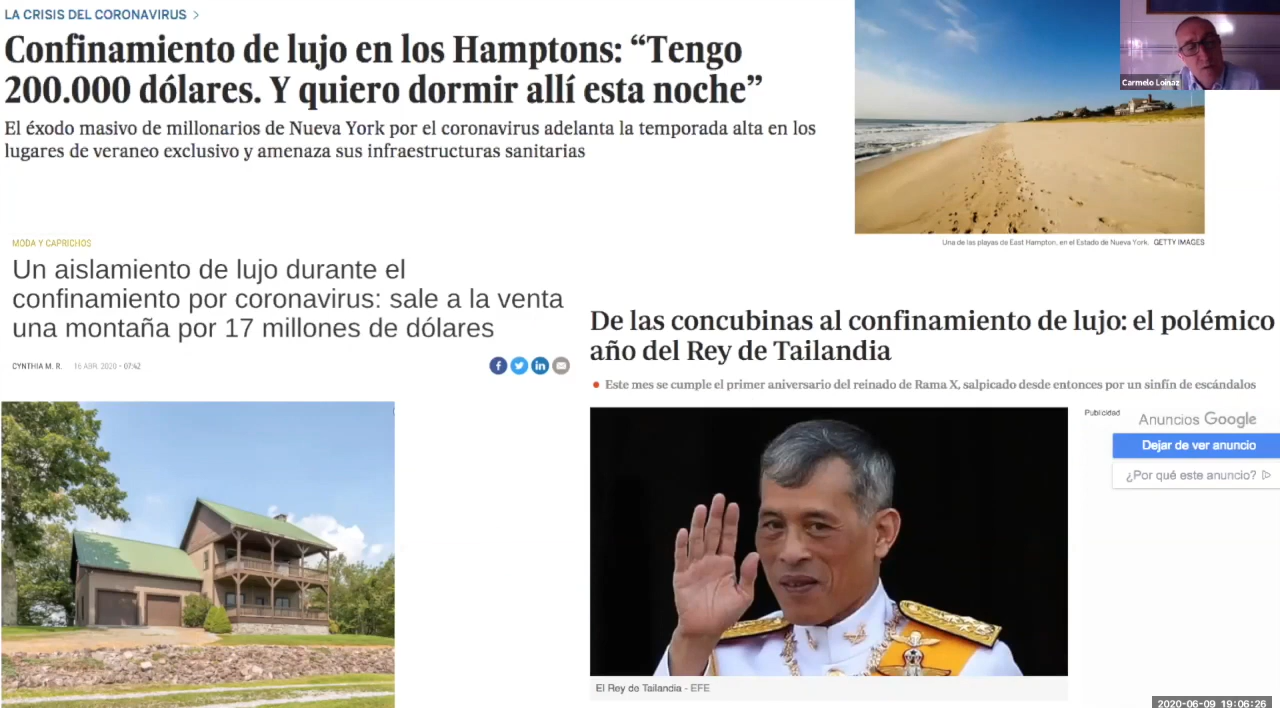 LA CRISIS DEL CORONAVIRUS >
Confinamiento de lujo en los Hamptons: “Tengo
200.000 dólares. Y quiero dormir allí esta noche”
El éxodo masivo de millonarios de Nueva York por el coronavirus adelanta la temporada alta en los
lugares de veraneo exclusivo y amenaza sus infraestructuras sanitarias
Carmelo Loinaz
Una de las playas de East Hampton, en el Estado de Nueva York. GETTY IMAGES
MODA Y CAPRICHOS
Un aislamiento de lujo durante el
confinamiento por coronavirus: sale a la venta
una montaña por 17 millones de dólares
CYNTHIA M. R. 16 ABR. 2020 - 07:42
De las concubinas al confinamiento de lujo: el polémico
año del Rey de Tailandia
Este mes se cumple el primer aniversario del reinado de Rama X, salpicado desde entonces por un sinfín de escándalos
Publicidad
Anuncios Google
Dejar de ver anuncio
¿Por qué este anuncio?
El Rey de Tailandia - EFE
2020-06-09 19:06:26